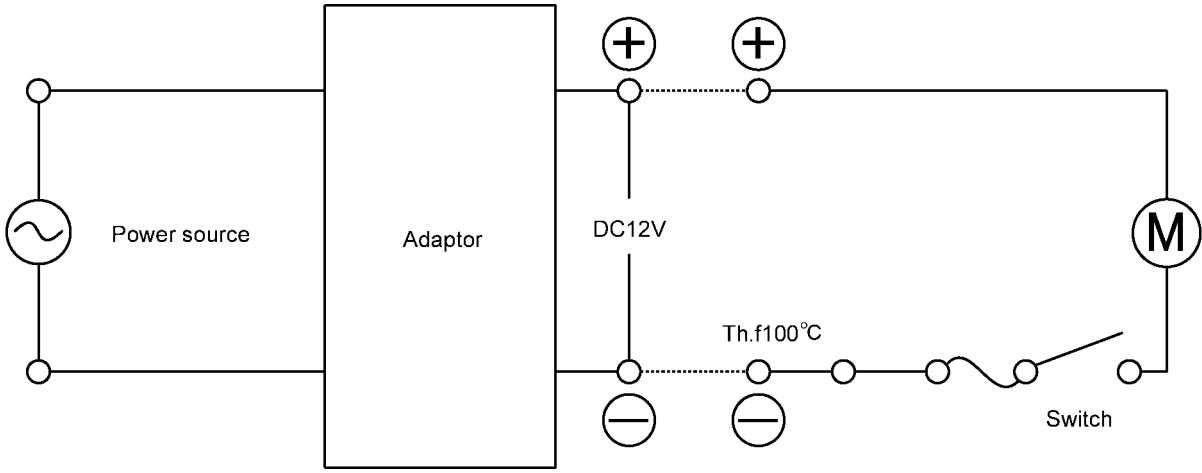 Power source
Adaptor
DC12V
M
Th.f100°C
Switch